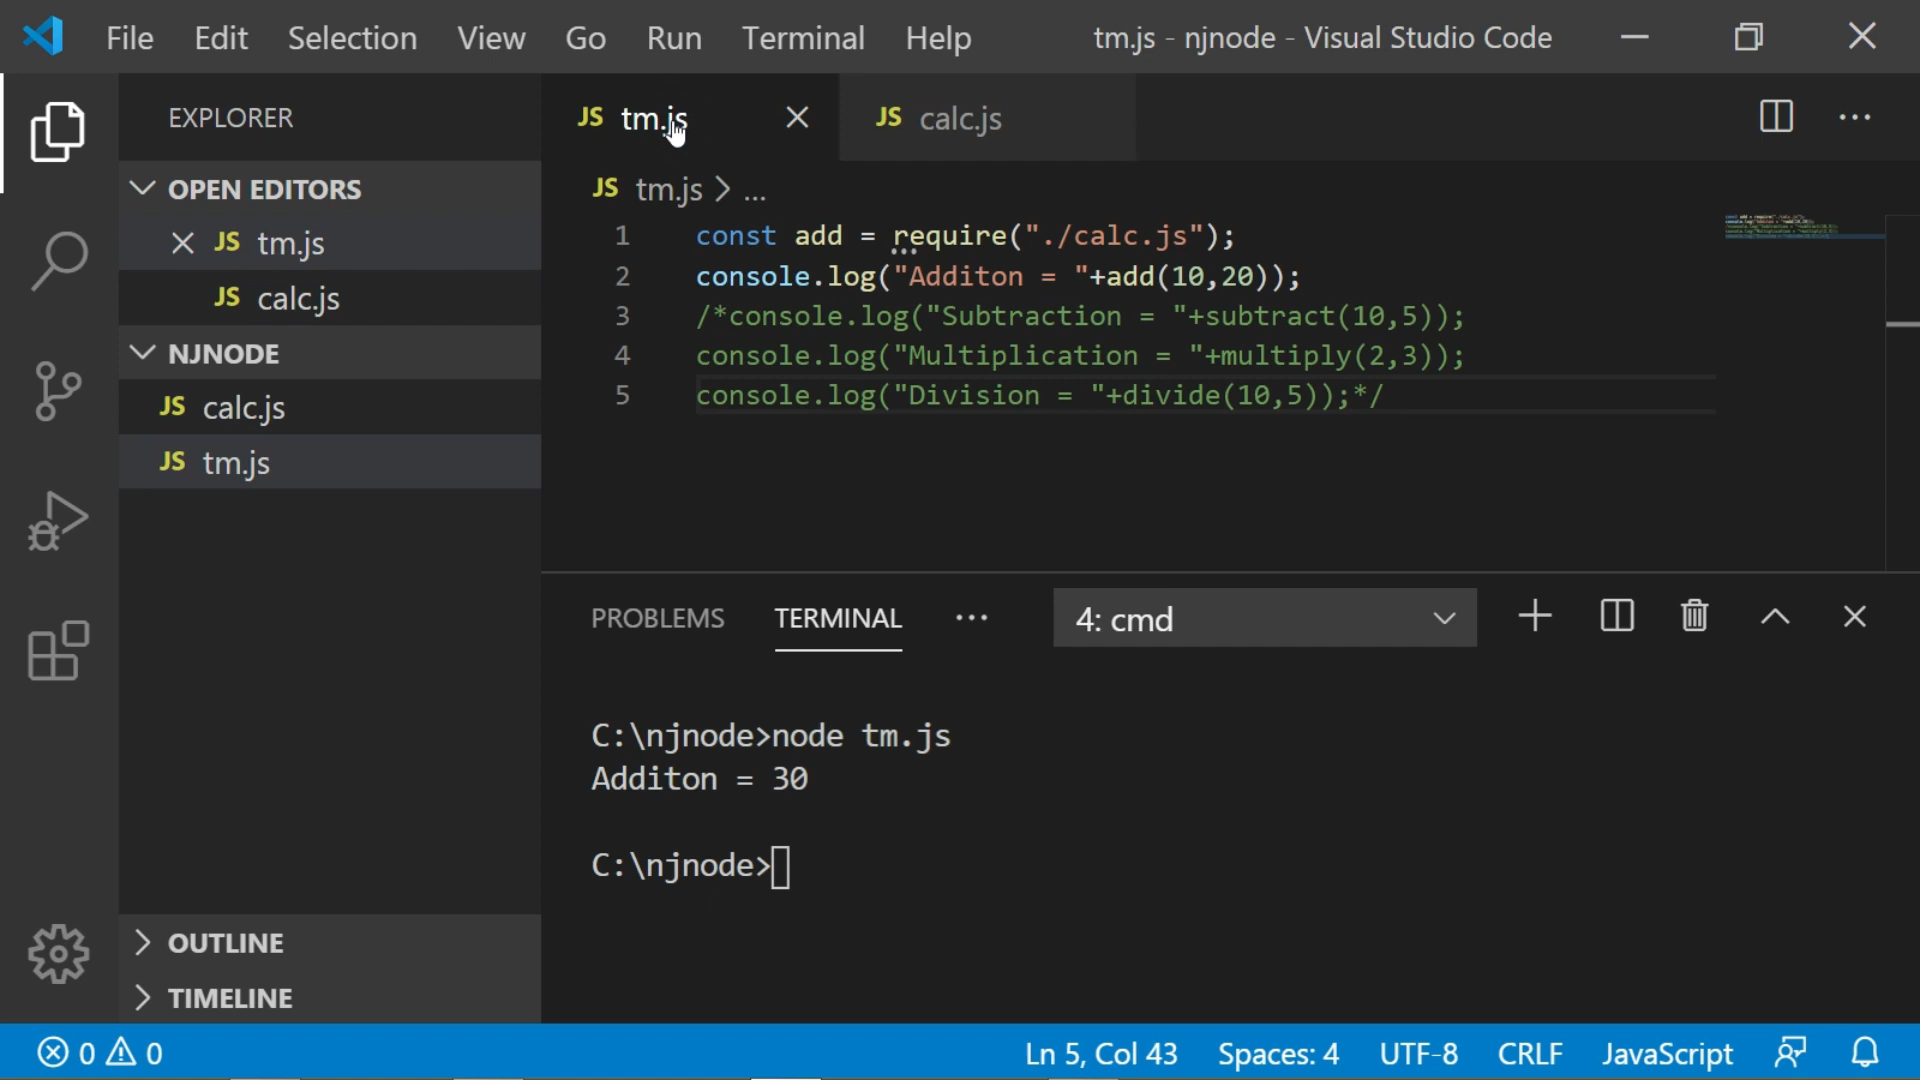 File Edit Selection View Go Run Terminal Help tm.js - njnode - Visual Studio Code
EXPLORER
OPEN EDITORS
JS tm.js
JS calc.js
NJNODE
JS calc.js
JS tm.js
OUTLINE
TIMELINE
JS tm.js JS calc.js
JS tm.js > ...
1 const add = require("./calc.js");
2 console.log("Additon = "+add(10,20));
3 /*console.log("Subtraction = "+subtract(10,5));
4 console.log("Multiplication = "+multiply(2,3));
5 console.log("Division = "+divide(10,5));*/
PROBLEMS TERMINAL ... 4: cmd
C:\njnode>node tm.js
Additon = 30
C:\njnode>
0 0 Ln 5, Col 43 Spaces: 4 UTF-8 CRLF JavaScript